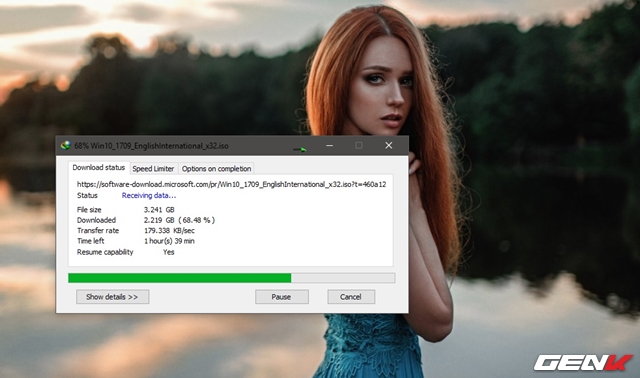 68% Win10_1709_EnglishInternational_x32.iso
Download status Speed Limiter Options on completion
https://software-download.microsoft.com/pr/Win10_1709_EnglishInternational_x32.iso?t=460a12
Status Receiving data...
File size 3.241 GB
Downloaded 2.219 GB ( 68.48 % )
Transfer rate 179.338 KB/sec
Time left 1 hour(s) 39 min
Resume capability Yes
Show details >> Pause Cancel
GENK